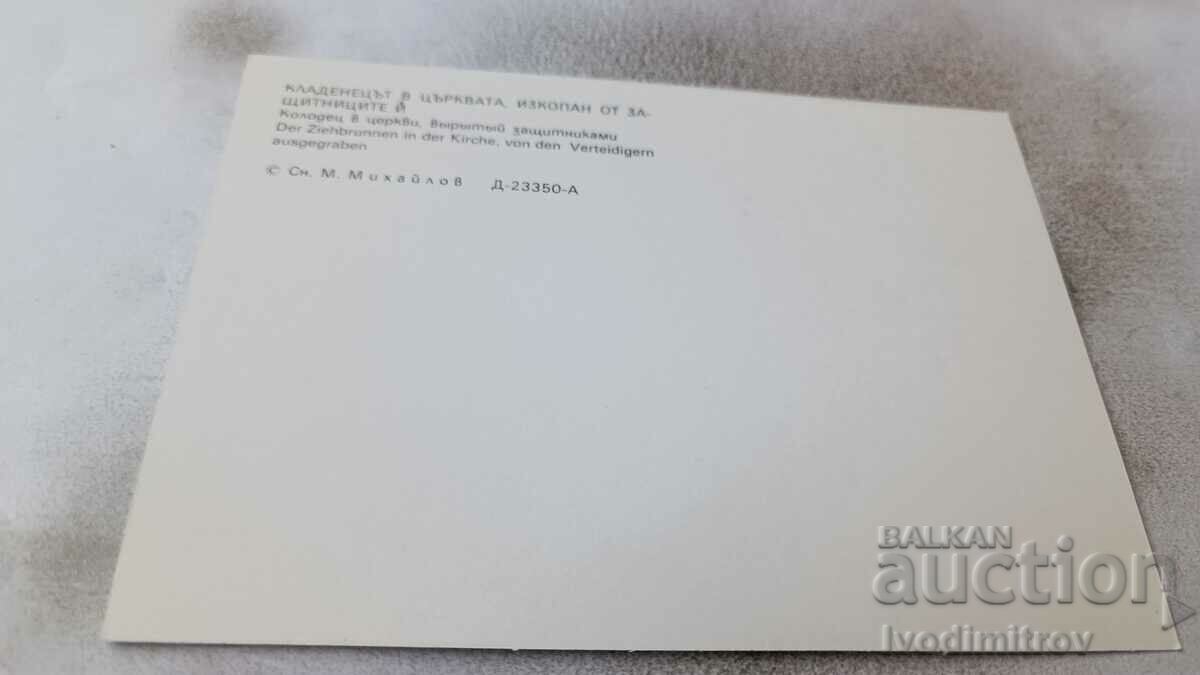 КЛАДЕНЕЦЪТ В ЦЪРКВАТА, ИЗКОПАН ОТ ЗА-
ЩИТНИЦИТЕ Й
Колодец в церкви, вырытый защитниками
Der Ziehbrunnen in der Kirche, von den Verteidigern
ausgegraben
© Сн. М. Михайлов Д-23350-А
BALKAN
auction
Ivodimitrov